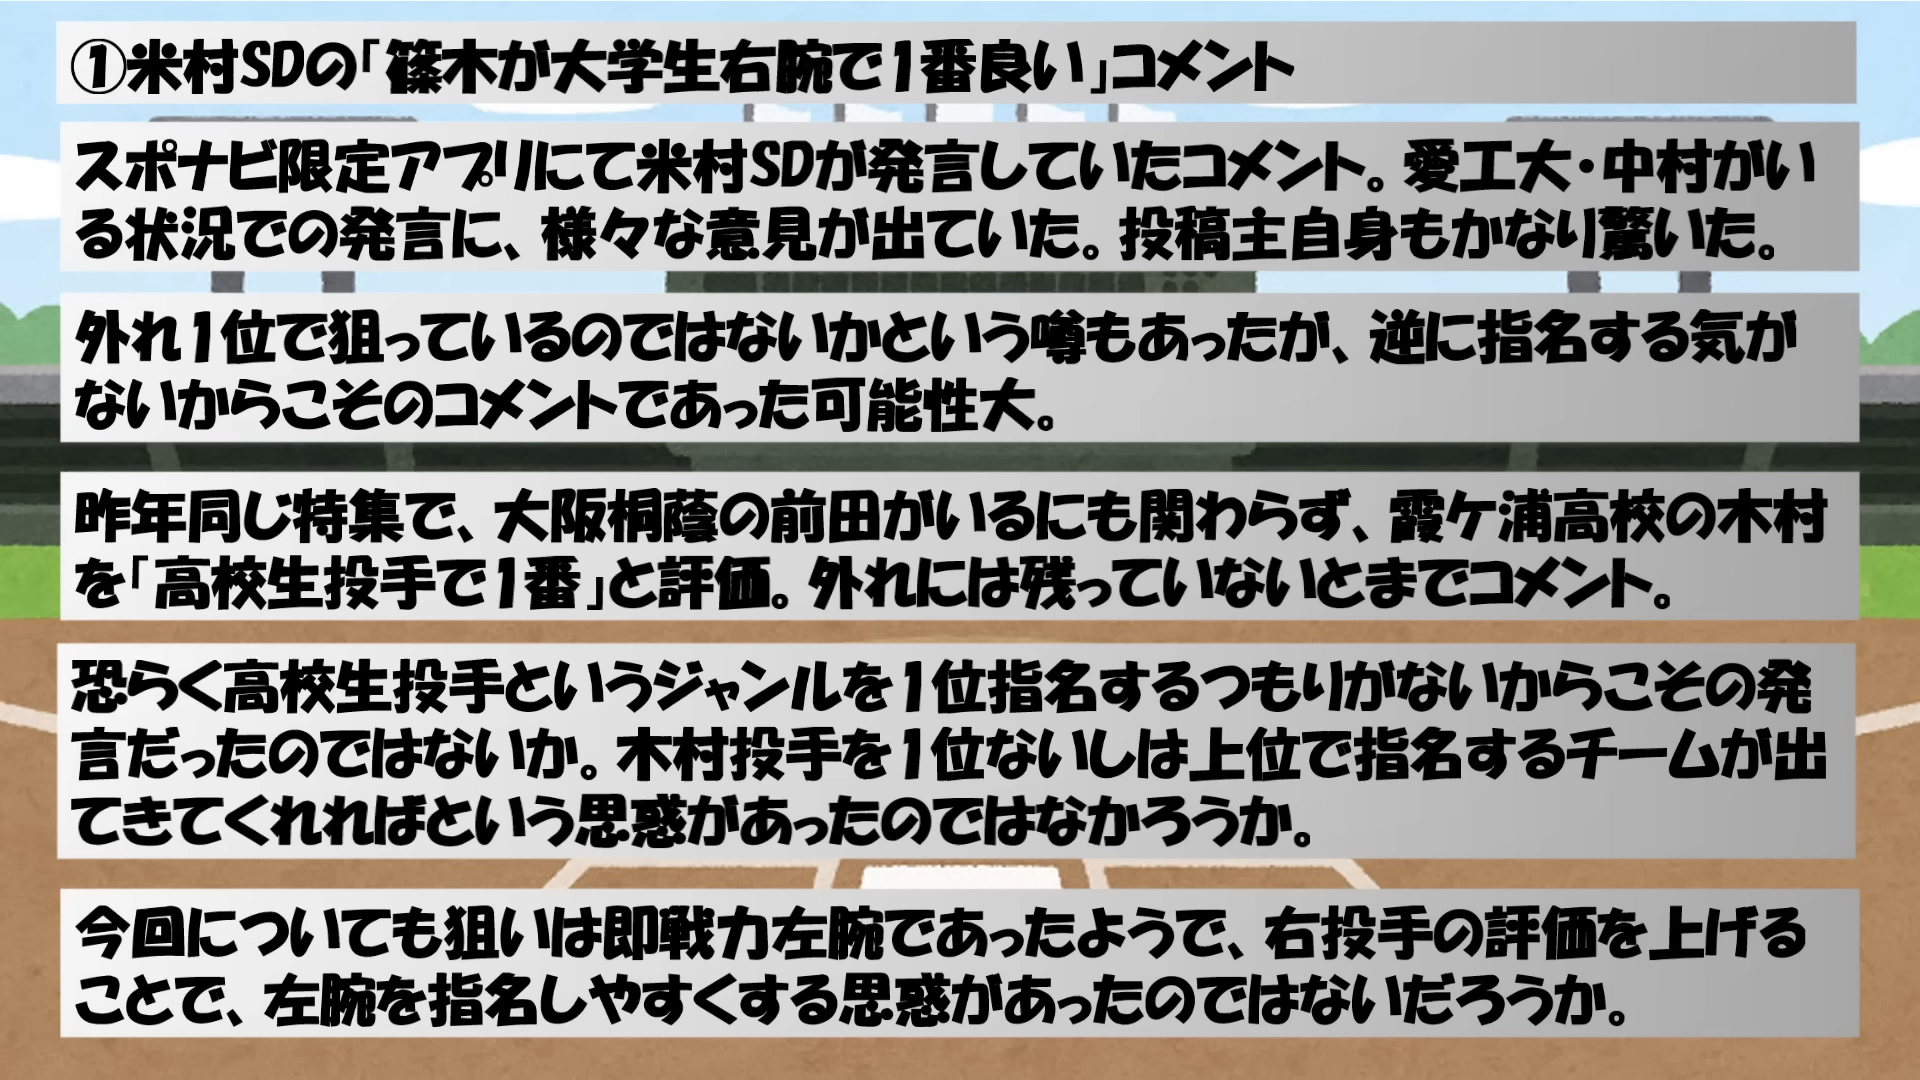 ①米村SDの「篠木が大学生右腕で1番良い」コメント
スポナビ限定アプリにて米村SDが発言していたコメント。愛工大・中村がい
る状況での発言に、様々な意見が出ていた。投稿主自身もかなり驚いた。
外れ1位で狙っているのではないかという噂もあったが、逆に指名する気が
ないからこそのコメントであった可能性大。
昨年同じ特集で、大阪桐蔭の前田がいるにも関わらず、霞ケ浦高校の木村
を「高校生投手で1番」と評価。外れには残っていないとまでコメント。
恐らく高校生投手というジャンルを1位指名するつもりがないからこその発
言だったのではないか。木村投手を1位ないしは上位で指名するチームが出
てきてくれればという思惑があったのではなかろうか。
今回についても狙いは即戦力左腕であったようで、右投手の評価を上げる
ことで、左腕を指名しやすくする思惑があったのではないだろうか。